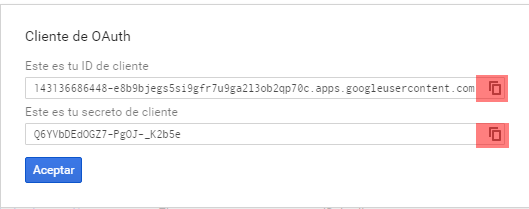 Cliente de OAuth
Este es tu ID de cliente
143136686448-e8b9bjegs5si9gfr7u9ga2l3ob2qp70c.apps.googleusercontent.com
Este es tu secreto de cliente
Q6YVbDEdOGZ7-PgOJ-_K2b5e
Aceptar